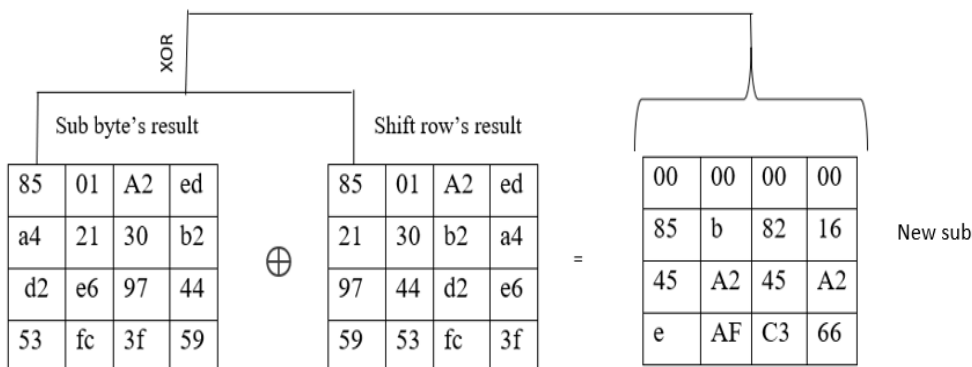 XOR
Sub byte's result Shift row's result
85 01 A2 ed 85 01 A2 ed 00 00 00 00
a4 21 30 b2 21 30 b2 a4 85 b 82 16 New sub
⊕ =
d2 e6 97 44 97 44 d2 e6 45 A2 45 A2
53 fc 3f 59 59 53 fc 3f e AF C3 66